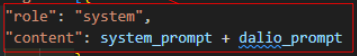 "role": "system",
"content": system_prompt + dalio_prompt